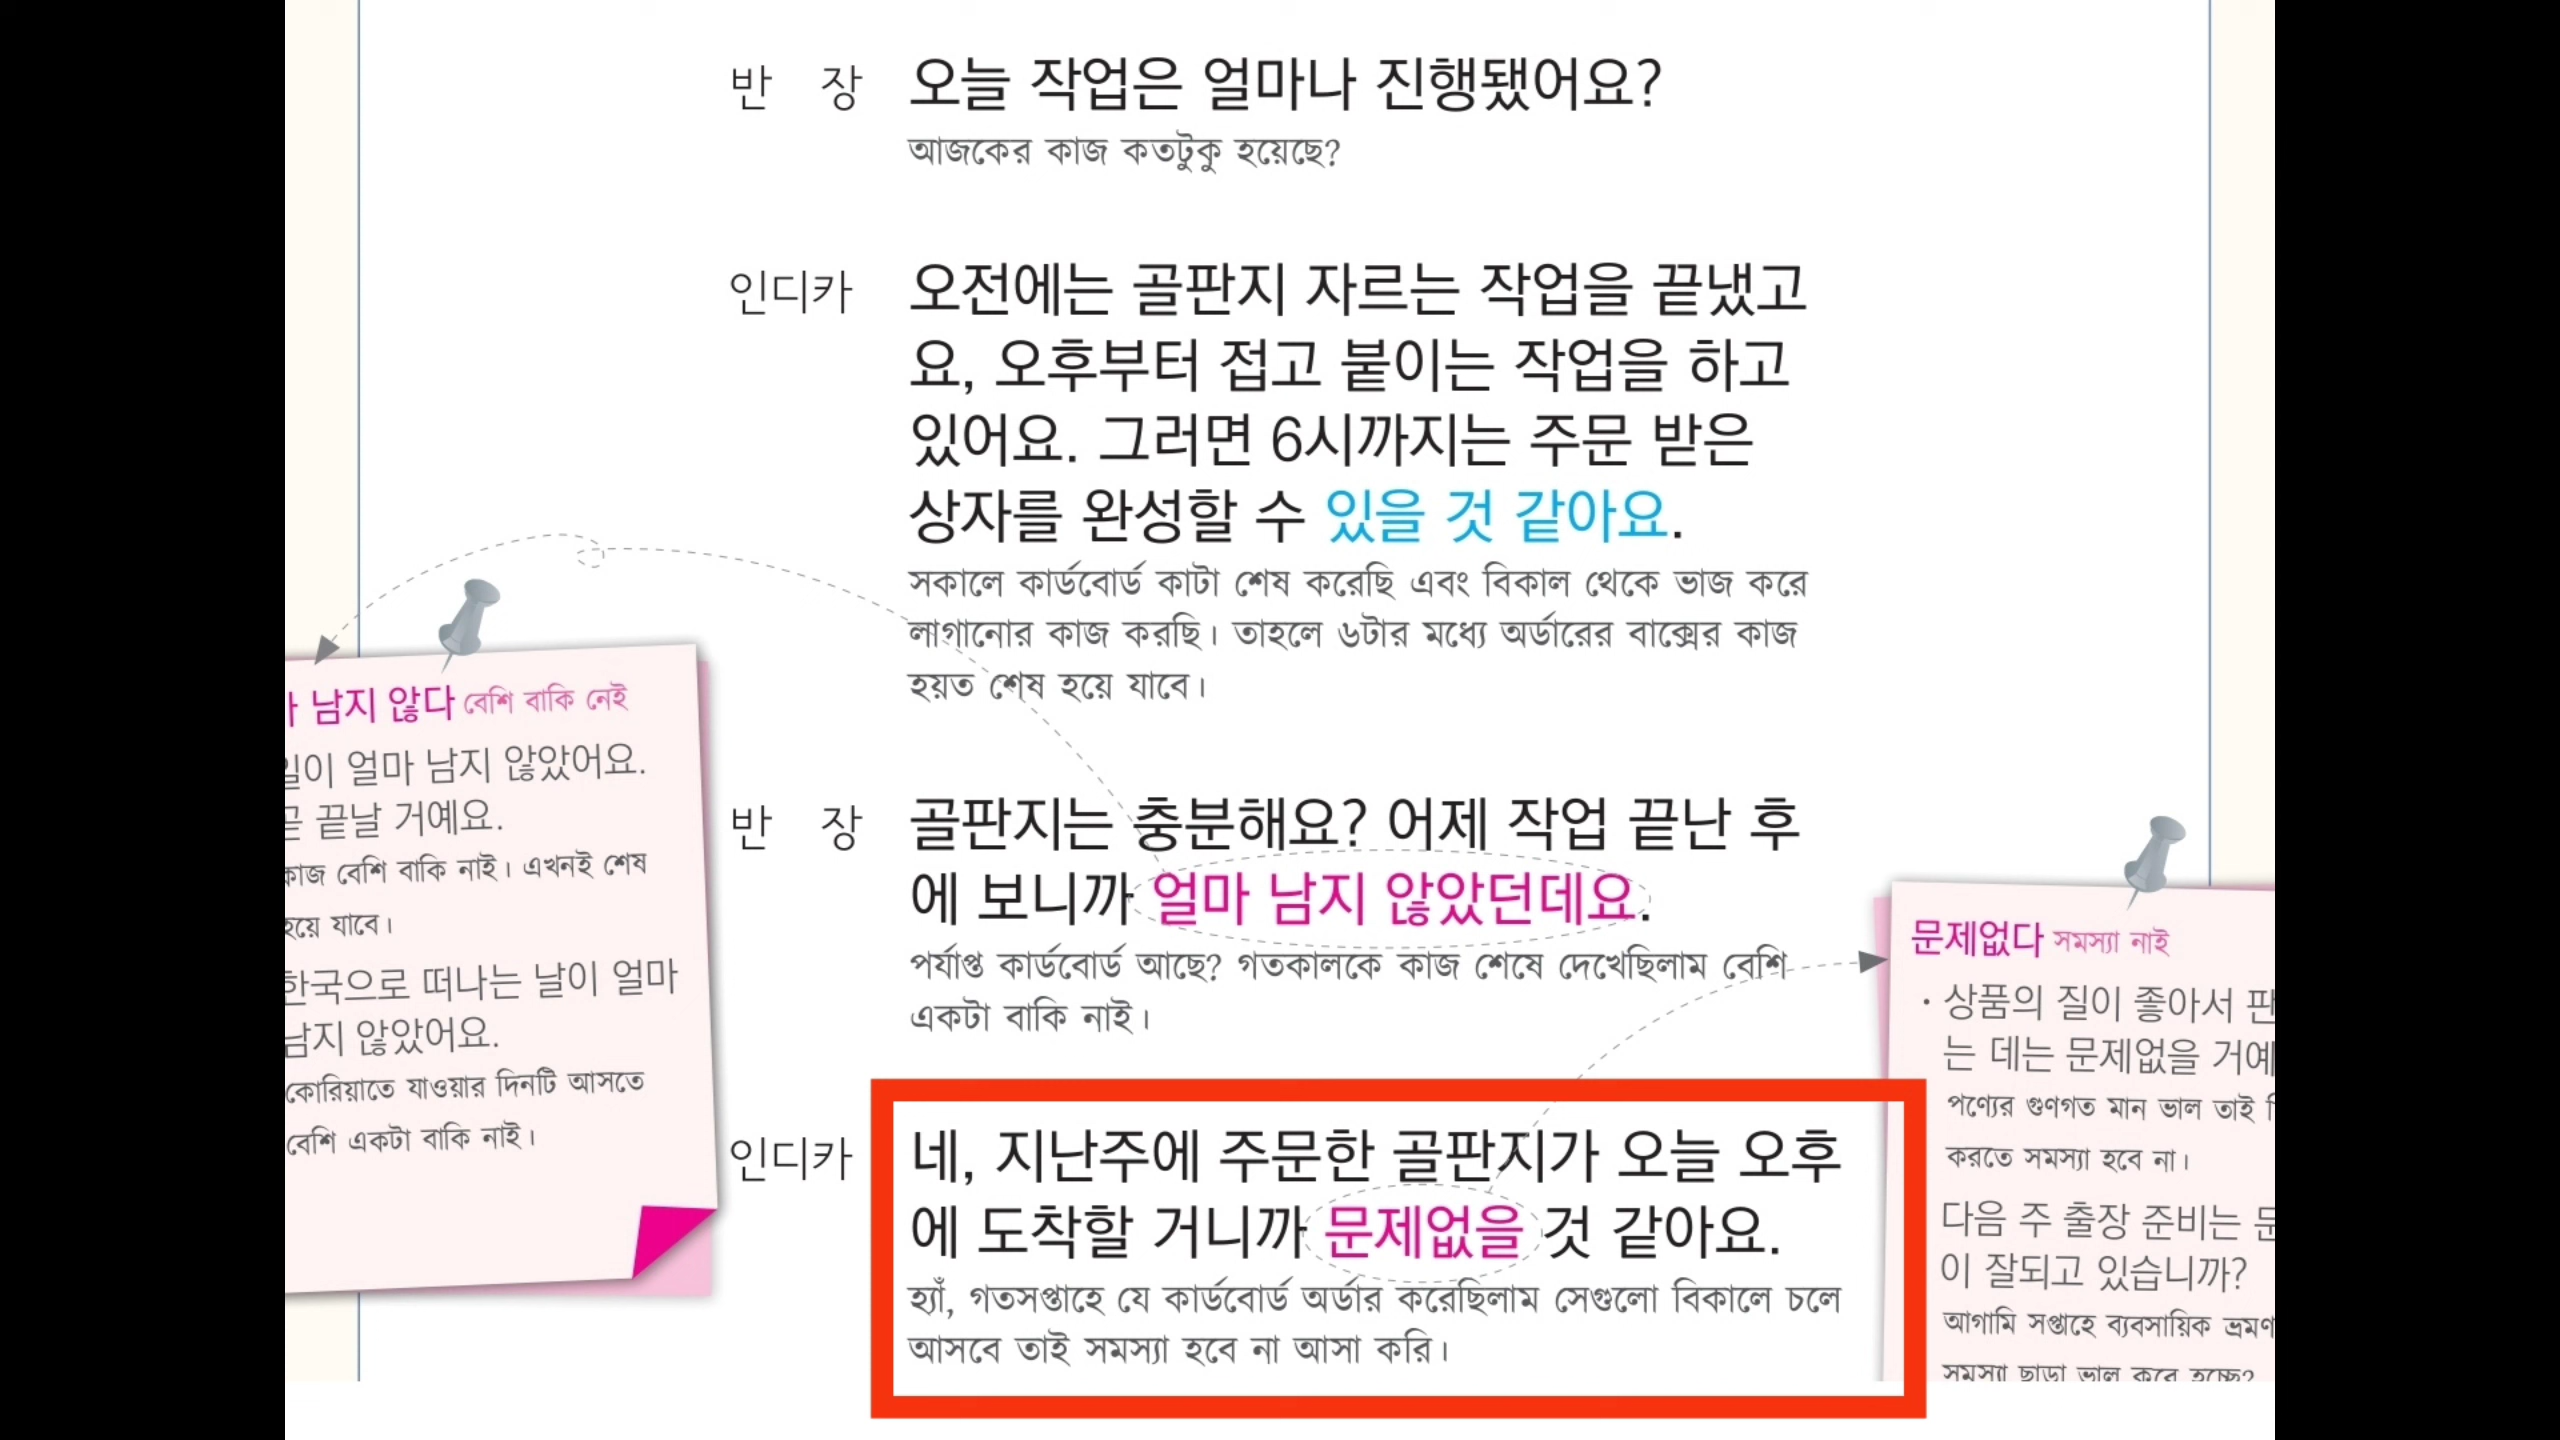 반 장 오늘 작업은 얼마나 진행됐어요?
আজকের কাজ কতটুকু হয়েছে?
인디카 오전에는 골판지 자르는 작업을 끝냈고
요, 오후부터 접고 붙이는 작업을 하고
있어요. 그러면 6시까지는 주문 받은
상자를 완성할 수 있을 것 같아요.
সকালে কার্ডবোর্ড কাটা শেষ করেছি এবং বিকাল থেকে ভাজ করে
লাগানোর কাজ করছি। তাহলে ৬টার মধ্যে অর্ডারের বাক্সের কাজ
হয়ত শেষ হয়ে যাবে।
반 장 골판지는 충분해요? 어제 작업 끝난 후
에 보니까 얼마 남지 않았던데요.
পর্যাপ্ত কার্ডবোর্ড আছে? গতকালকে কাজ শেষে দেখেছিলাম বেশি
একটা বাকি নাই।
인디카 네, 지난주에 주문한 골판지가 오늘 오후
에 도착할 거니까 문제없을 것 같아요.
হ্যাঁ, গতসপ্তাহে যে কার্ডবোর্ড অর্ডার করেছিলাম সেগুলো বিকালে চলে
আসবে তাই সমস্যা হবে না আসা করি।
남지 않다 বেশি বাকি নেই
일이 얼마 남지 않았어요.
곧 끝날 거예요.
কাজ বেশি বাকি নাই। এখনই শেষ
হয়ে যাবে।
한국으로 떠나는 날이 얼마
남지 않았어요.
কোরিয়াতে যাওয়ার দিনটি আসতে
বেশি একটা বাকি নাই।
문제없다 সমস্যা নাই
· 상품의 질이 좋아서 판
는 데는 문제없을 거예
পণ্যের গুণগত মান ভাল তাই
করতে সমস্যা হবে না।
다음 주 출장 준비는 문
이 잘되고 있습니까?
আগামি সপ্তাহে ব্যবসায়িক ভ্রমণ
সমস্যা ছাড়া ভাল করে হচ্ছে?